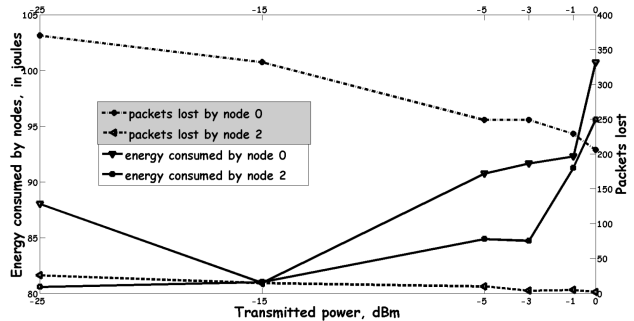 -25 -15 -5 -3 -1 0
105 400
100 350
95 300
90 250
85 200
80 150
100
50
0
Energy consumed by nodes, in joules
Packets lost
packets lost by node 0
packets lost by node 2
energy consumed by node 0
energy consumed by node 2
-25 -15 -5 -3 -1 0
Transmitted power, dBm